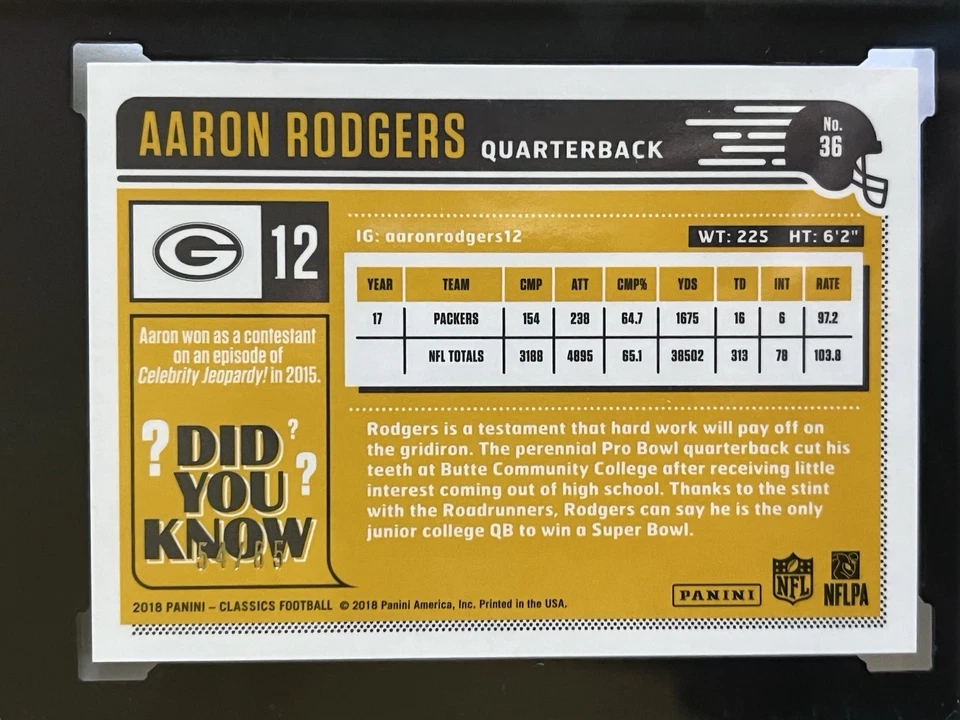 AARON RODGERS QUARTERBACK
No.
36
G
12
IG: aaronrodgers12
WT: 225 HT: 6'2"
YEAR TEAM CMP ATT CMP% YDS TD INT RATE
17 PACKERS 154 238 64.7 1675 16 6 97.2
NFL TOTALS 3188 4895 65.1 38502 313 78 103.8
Aaron won as a contestant
on an episode of
Celebrity Jeopardy! in 2015.
? DID ?
YOU ?
KNOW
Rodgers is a testament that hard work will pay off on
the gridiron. The perennial Pro Bowl quarterback cut his
teeth at Butte Community College after receiving little
interest coming out of high school. Thanks to the stint
with the Roadrunners, Rodgers can say he is the only
junior college QB to win a Super Bowl.
PANINI
NFL
NFLPA
2018 PANINI – CLASSICS FOOTBALL © 2018 Panini America, Inc. Printed in the USA.